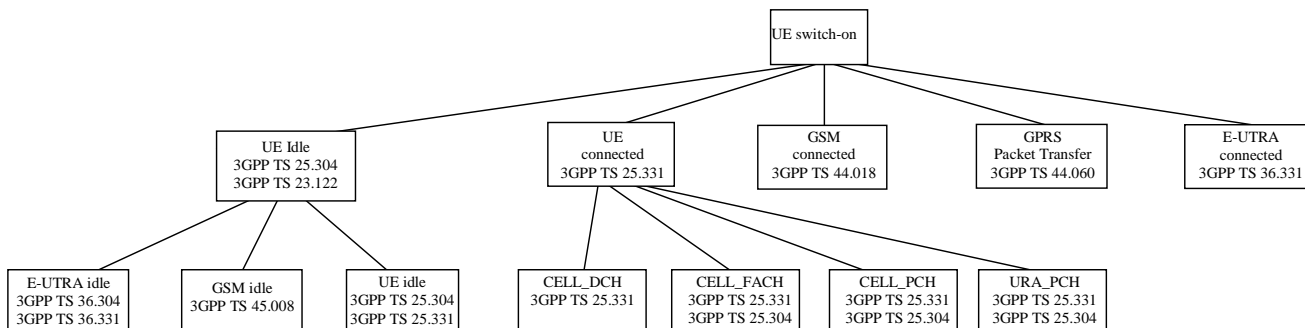 UE switch-on
UE Idle
3GPP TS 25.304
3GPP TS 23.122
UE
connected
3GPP TS 25.331
GSM
connected
3GPP TS 44.018
GPRS
Packet Transfer
3GPP TS 44.060
E-UTRA
connected
3GPP TS 36.331
E-UTRA idle
3GPP TS 36.304
3GPP TS 36.331
GSM idle
3GPP TS 45.008
UE idle
3GPP TS 25.304
3GPP TS 25.331
CELL_DCH
3GPP TS 25.331
CELL_FACH
3GPP TS 25.331
3GPP TS 25.304
CELL_PCH
3GPP TS 25.331
3GPP TS 25.304
URA_PCH
3GPP TS 25.331
3GPP TS 25.304